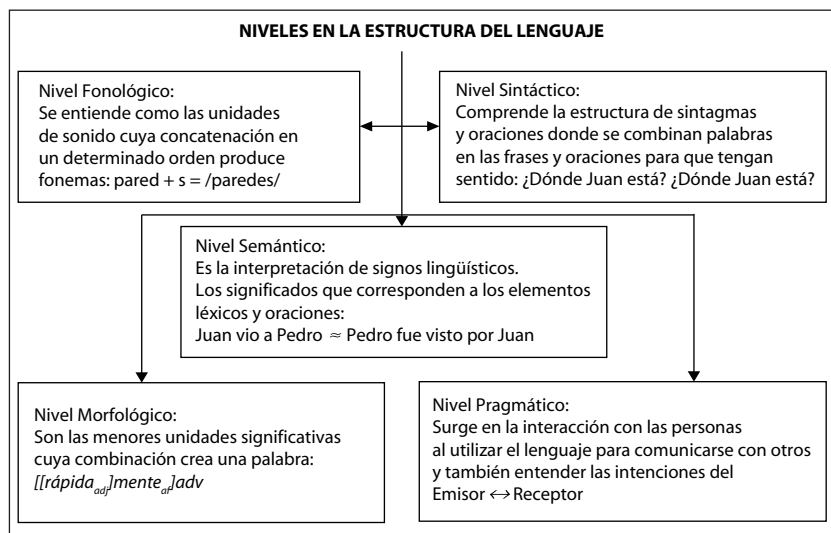 NIVELES EN LA ESTRUCTURA DEL LENGUAJE
Nivel Fonológico:
Se entiende como las unidades
de sonido cuya concatenación en
un determinado orden produce
fonemas: pared + s = /paredes/
Nivel Sintáctico:
Comprende la estructura de sintagmas
y oraciones donde se combinan palabras
en las frases y oraciones para que tengan
sentido: ¿Dónde Juan está? ¿Dónde Juan está?
Nivel Semántico:
Es la interpretación de signos lingüísticos.
Los significados que corresponden a los elementos
léxicos y oraciones:
Juan vio a Pedro ≈ Pedro fue visto por Juan
Nivel Morfológico:
Son las menores unidades significativas
cuya combinación crea una palabra:
[[rápida_adj]mente_af]adv
Nivel Pragmático:
Surge en la interacción con las personas
al utilizar el lenguaje para comunicarse con otros
y también entender las intenciones del
Emisor ↔ Receptor